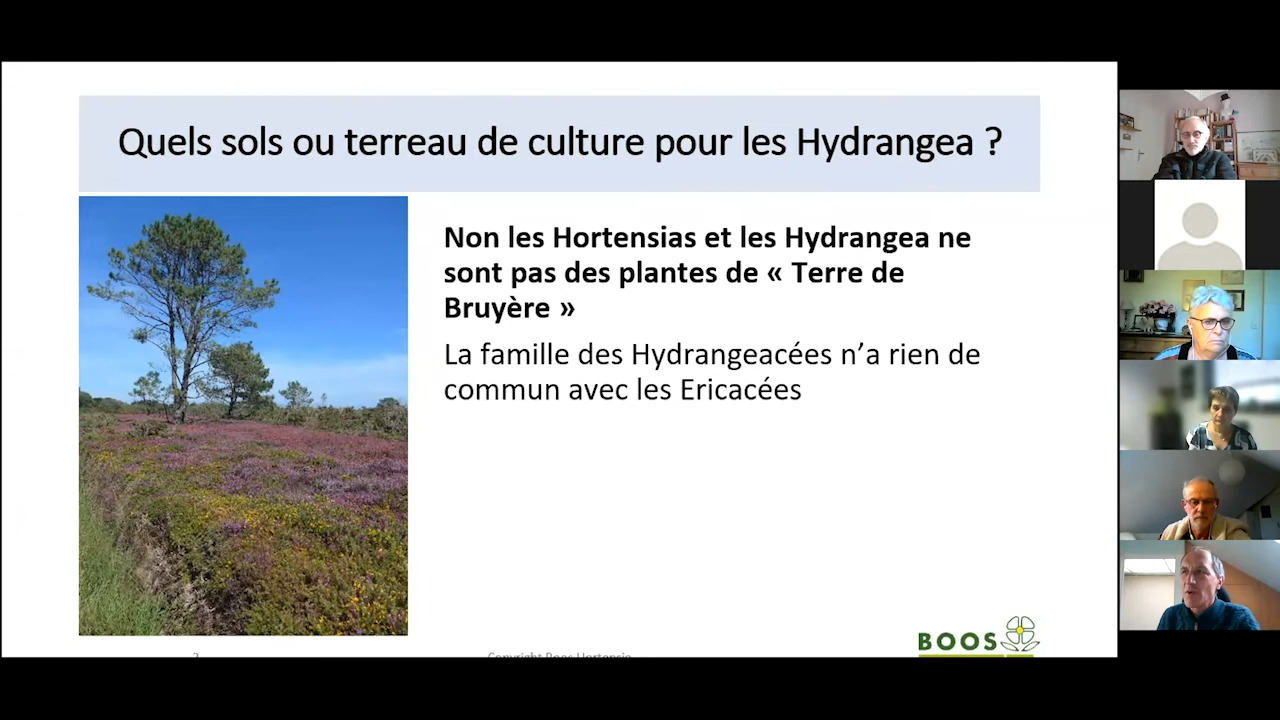 Quels sols ou terreau de culture pour les Hydrangea ?
Non les Hortensias et les Hydrangea ne
sont pas des plantes de « Terre de
Bruyère »
La famille des Hydrangeacées n’a rien de
commun avec les Ericacées
BOOS
Copyright Boos Hortensia